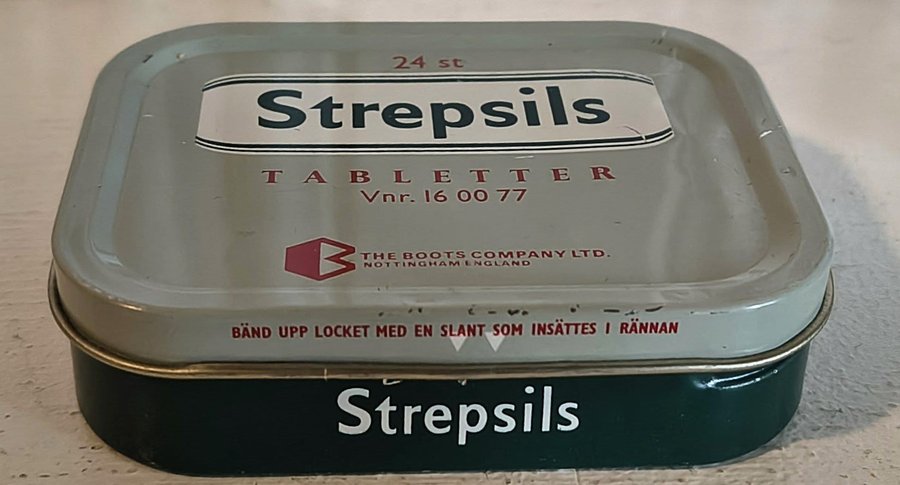 24 st
Strepsils
TABLETTER
Vnr. 16 00 77
THE BOOTS COMPANY LTD.
NOTTINGHAM ENGLAND
BÄND UPP LOCKET MED EN SLANT SOM INSÄTTES I RÄNNAN
Strepsils